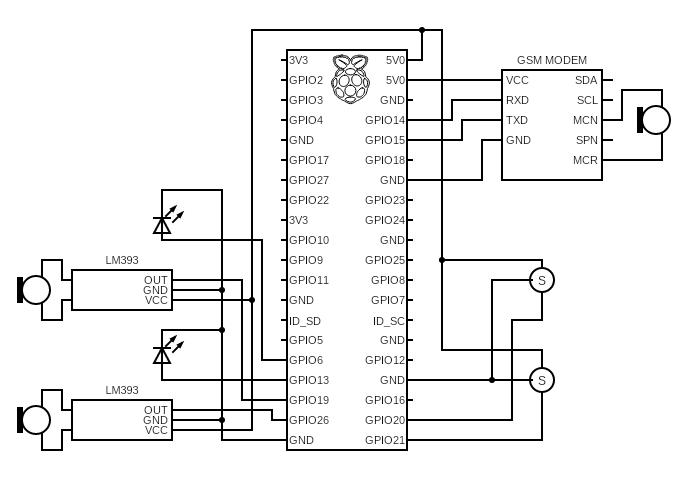 GSM MODEM
3V3 5V0
GPIO2 5V0 VCC SDA
GPIO3 GND RXD SCL
GPIO4 GPIO14 TXD MCN
GND GPIO15 GND SPN
GPIO17 GPIO18 MCR
GPIO27 GND
GPIO22 GPIO23
3V3 GPIO24
GPIO10 GND
LM393 GPIO9 GPIO25
OUT GPIO11 GPIO8 S
GND
VCC GND GPIO7
ID_SD ID_SC
GPIO5 GND
GPIO6 GPIO12
GPIO13 GND S
LM393
GPIO19 GPIO16
OUT
GND GPIO26 GPIO20
VCC
GND GPIO21